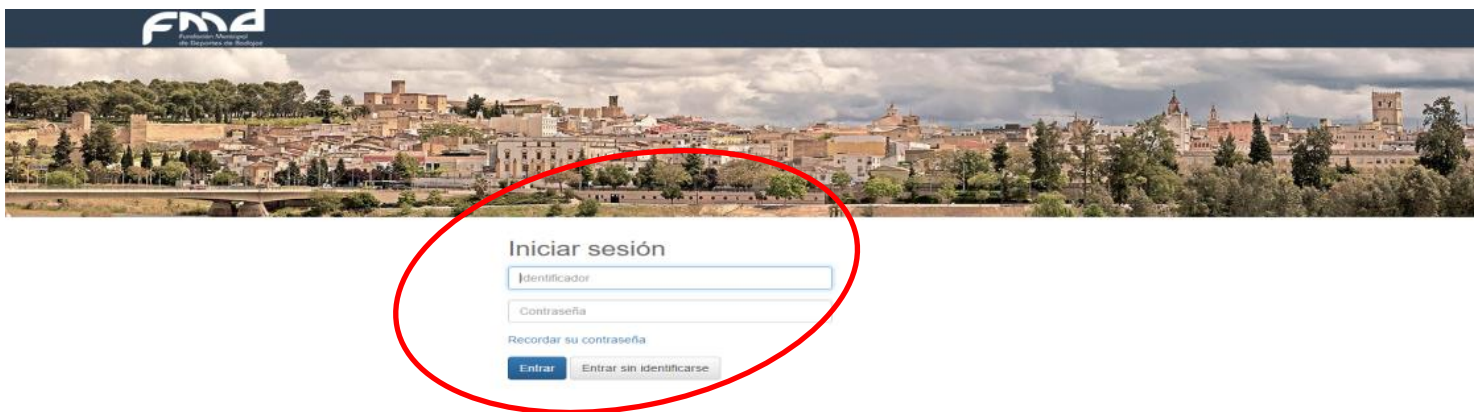 fmd
Fundación Municipal
de Deportes de Badajoz
Iniciar sesión
Identificador
Contraseña
Recordar su contraseña
Entrar Entrar sin identificarse